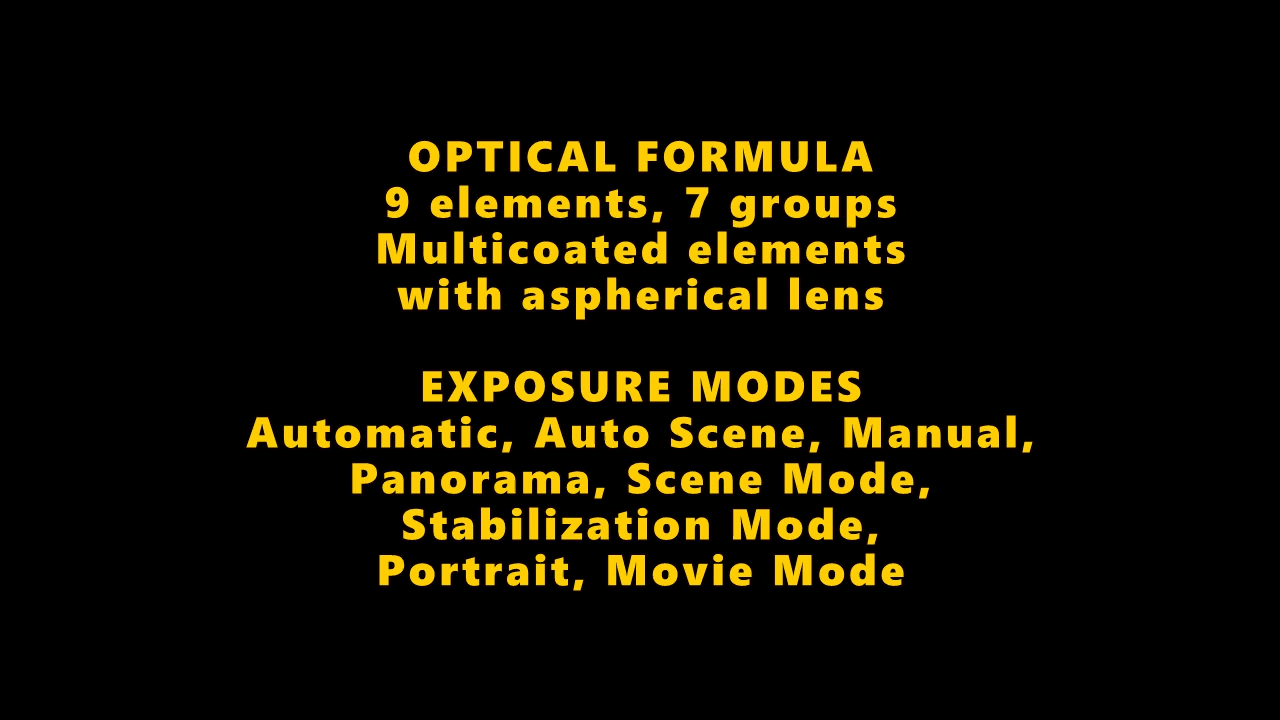 OPTICAL FORMULA
9 elements, 7 groups
Multicoated elements
with aspherical lens
EXPOSURE MODES
Automatic, Auto Scene, Manual,
Panorama, Scene Mode,
Stabilization Mode,
Portrait, Movie Mode